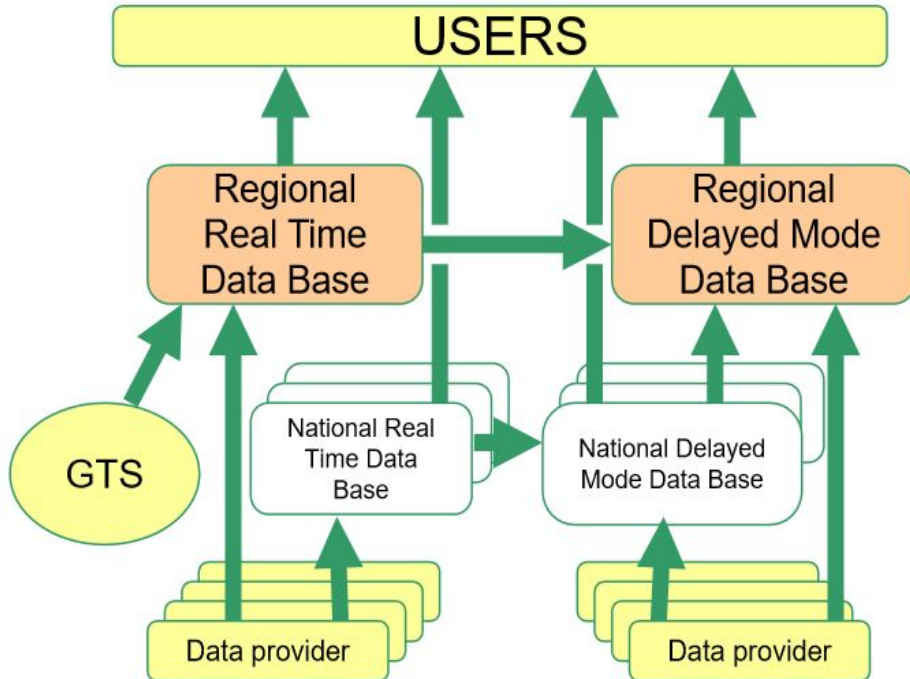 USERS
Regional
Real Time
Data Base
Regional
Delayed Mode
Data Base
GTS
National Real
Time Data
Base
National Delayed
Mode Data Base
Data provider
Data provider